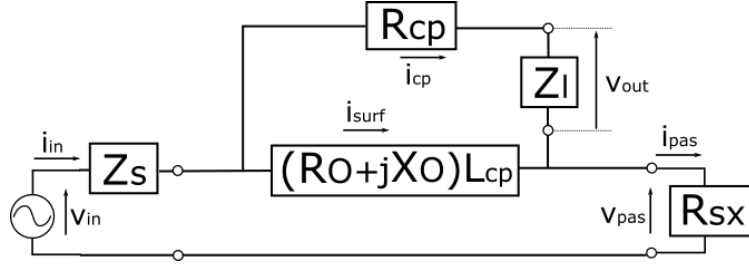 Rcp
icp
Zl
vout
isurf
iin
Zs
(RO+jXO)Lcp
ipas
vin
vpas
Rsx